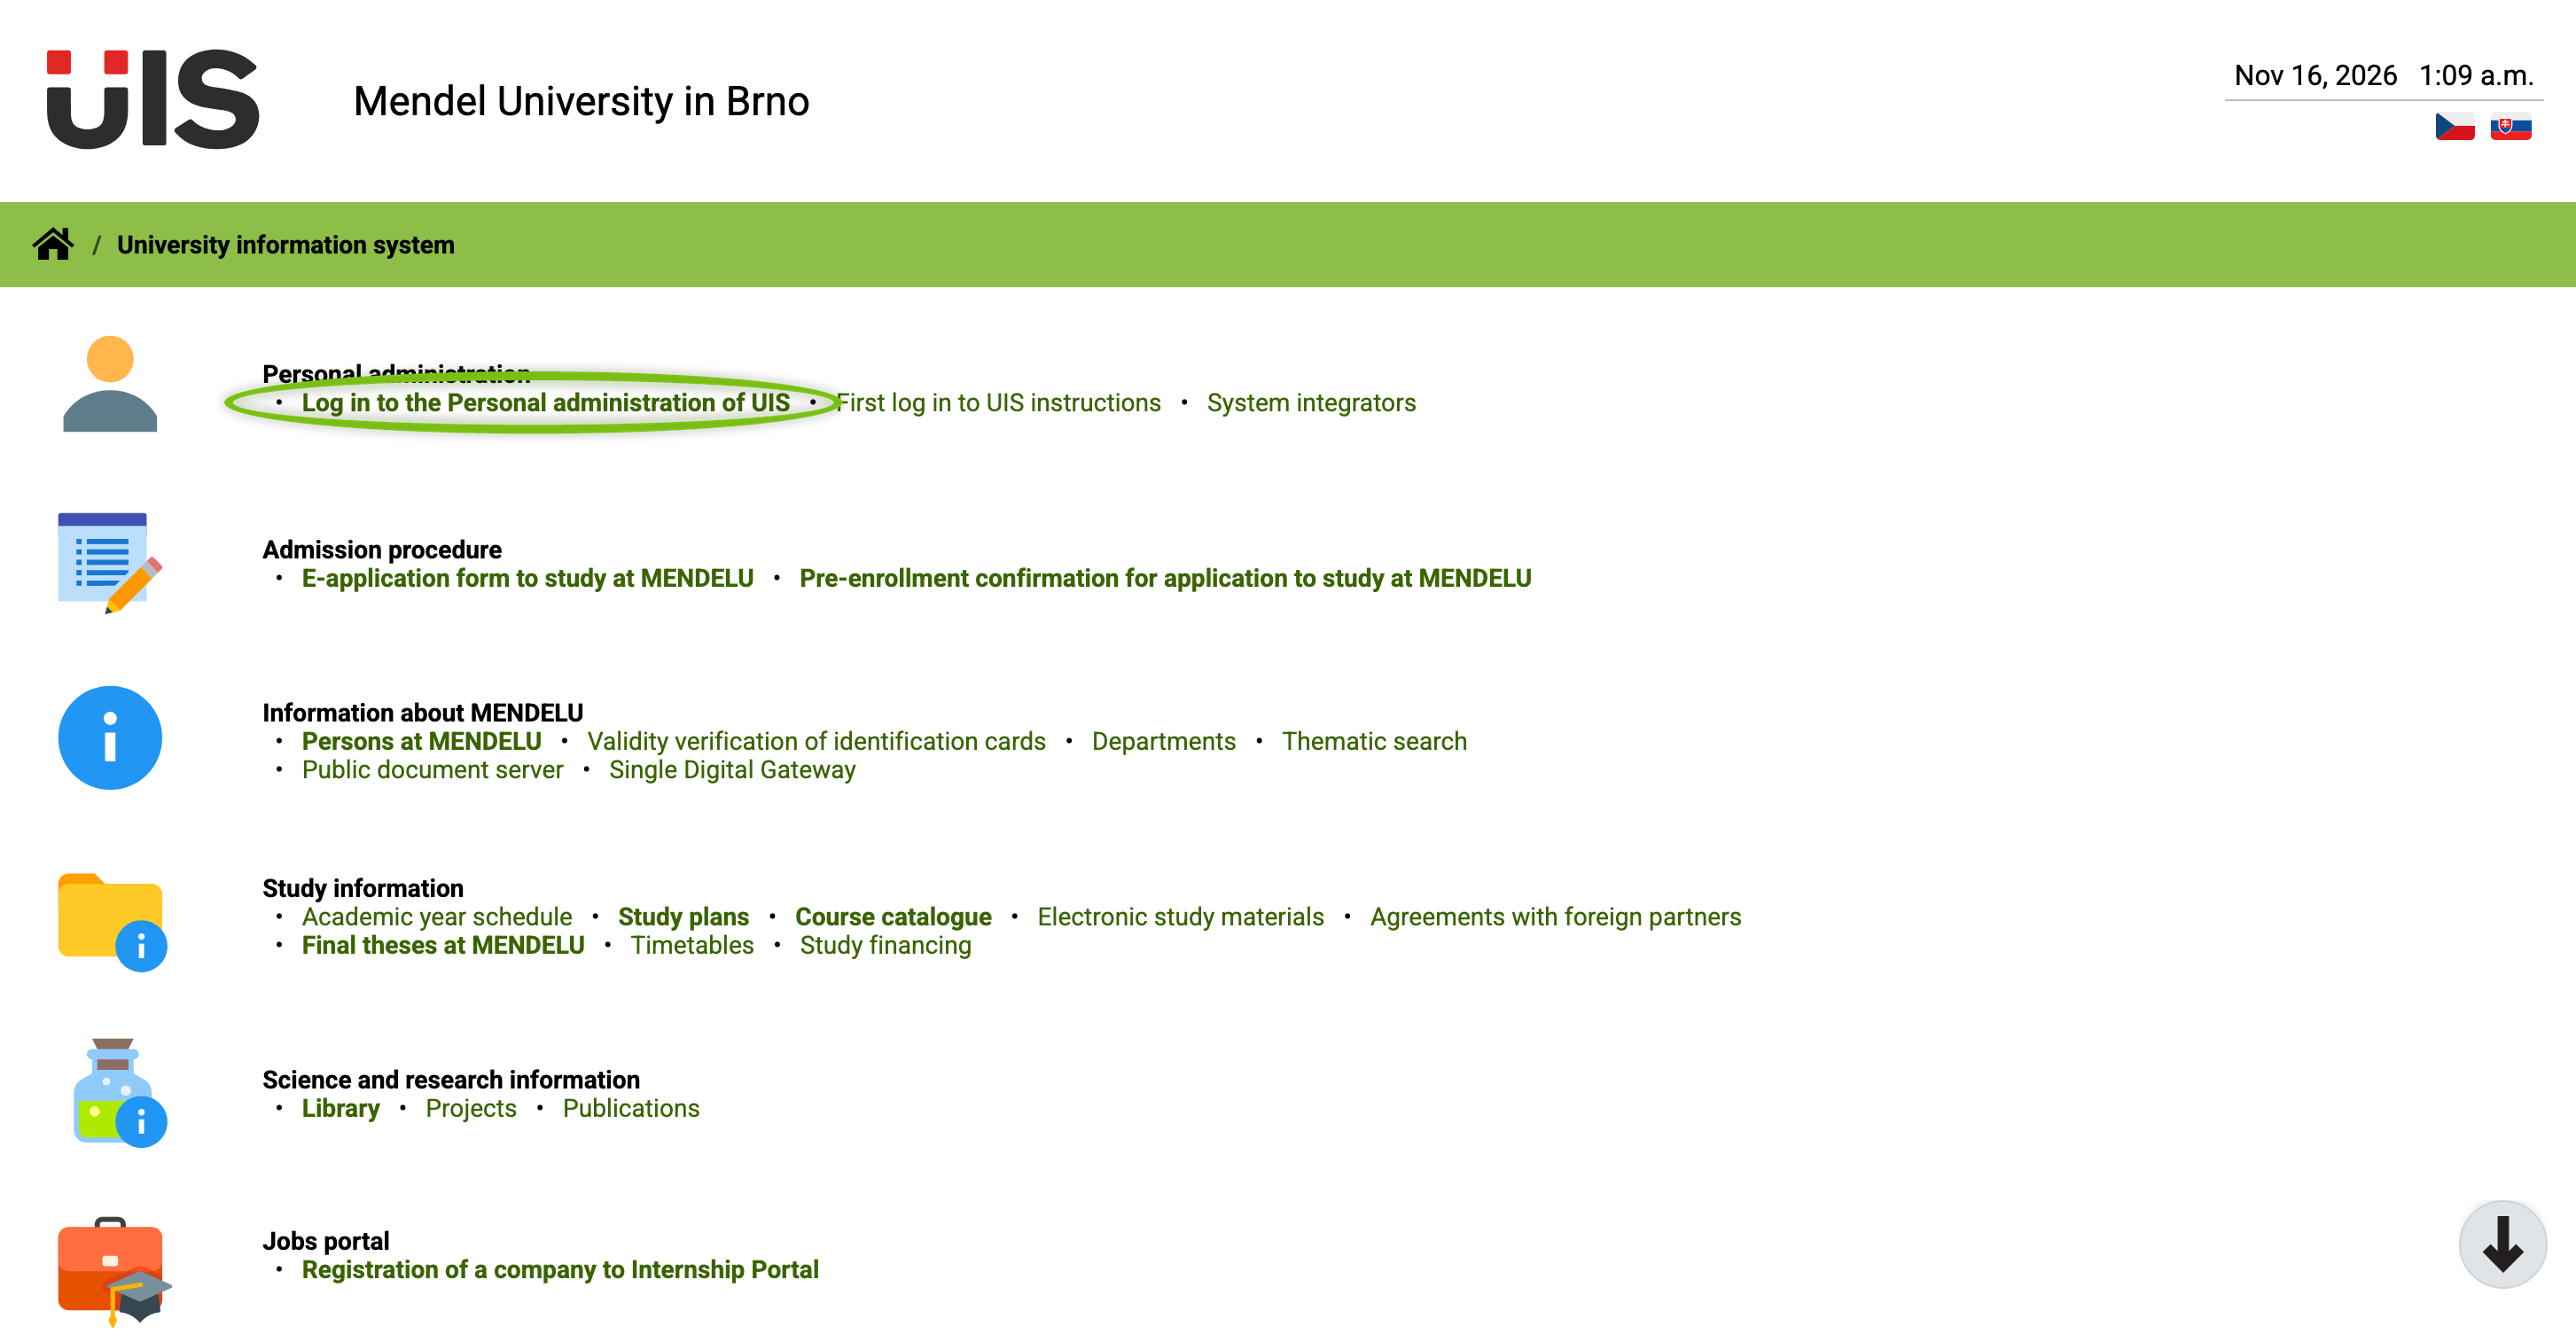 UIS
Mendel University in Brno
Nov 16, 2026 1:09 a.m.
/ University information system
Personal administration
• Log in to the Personal administration of UIS • First log in to UIS instructions • System integrators
Admission procedure
• E-application form to study at MENDELU • Pre-enrollment confirmation for application to study at MENDELU
Information about MENDELU
• Persons at MENDELU • Validity verification of identification cards • Departments • Thematic search
• Public document server • Single Digital Gateway
Study information
• Academic year schedule • Study plans • Course catalogue • Electronic study materials • Agreements with foreign partners
• Final theses at MENDELU • Timetables • Study financing
Science and research information
• Library • Projects • Publications
Jobs portal
• Registration of a company to Internship Portal